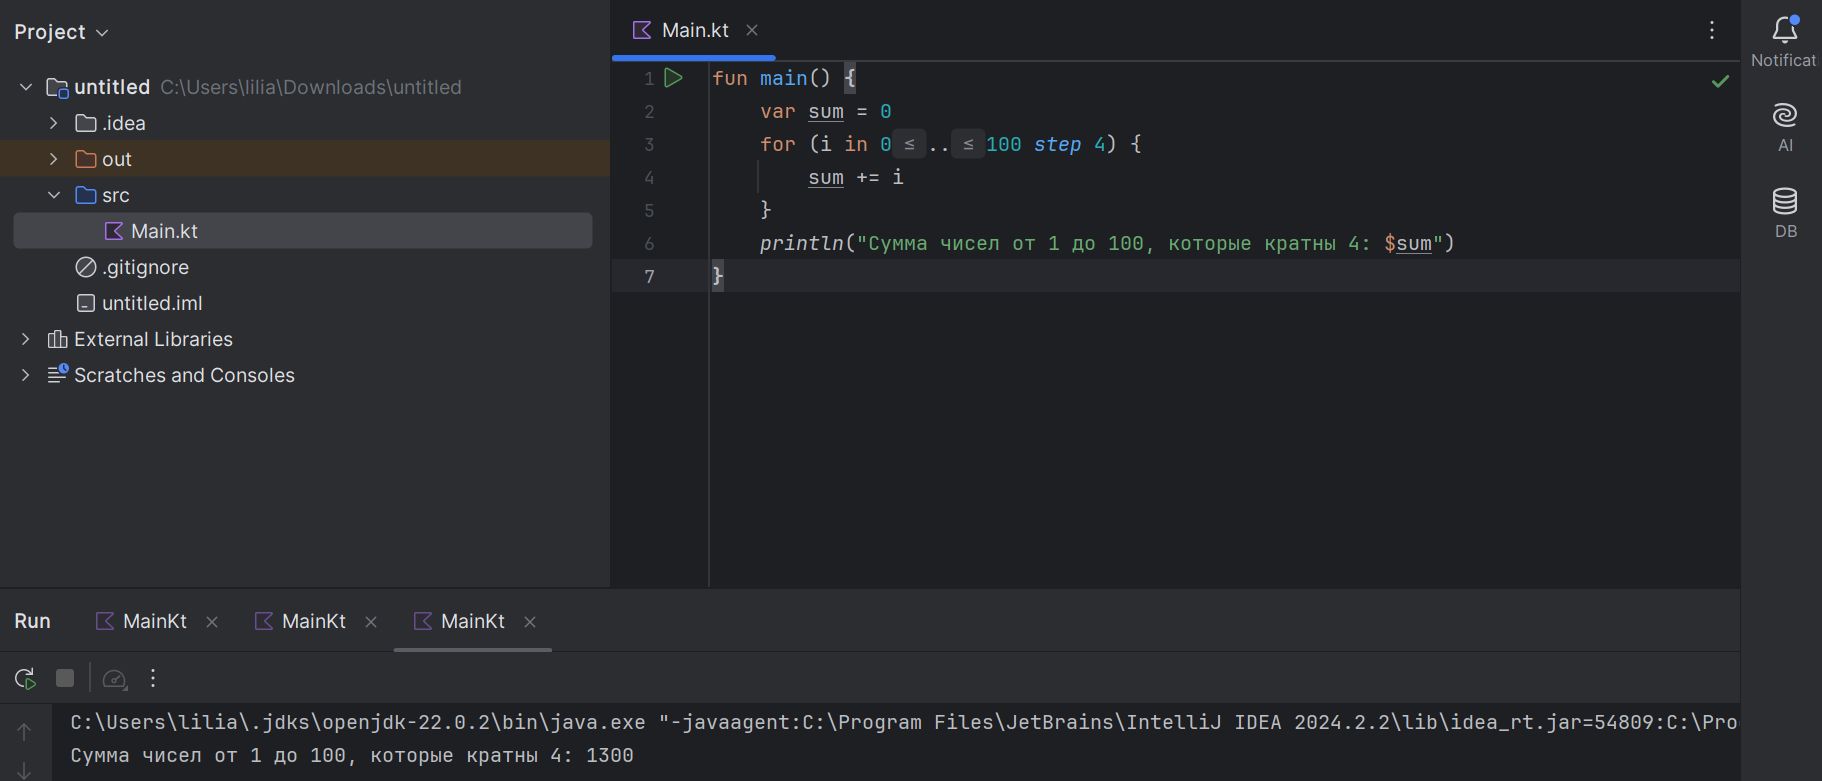 Project
untitled C:\Users\lilia\Downloads\untitled
.idea
out
src
Main.kt
.gitignore
untitled.iml
External Libraries
Scratches and Consoles
Main.kt
1 fun main() {
2 var sum = 0
3 for (i in 0 ≤ .. ≤ 100 step 4) {
4 sum += i
5 }
6 println("Сумма чисел от 1 до 100, которые кратны 4: $sum")
7 }
Notificat
AI
DB
Run MainKt MainKt MainKt
C:\Users\lilia\.jdks\openjdk-22.0.2\bin\java.exe "-javaagent:C:\Program Files\JetBrains\IntelliJ IDEA 2024.2.2\lib\idea_rt.jar=54809:C:\Pro
Сумма чисел от 1 до 100, которые кратны 4: 1300